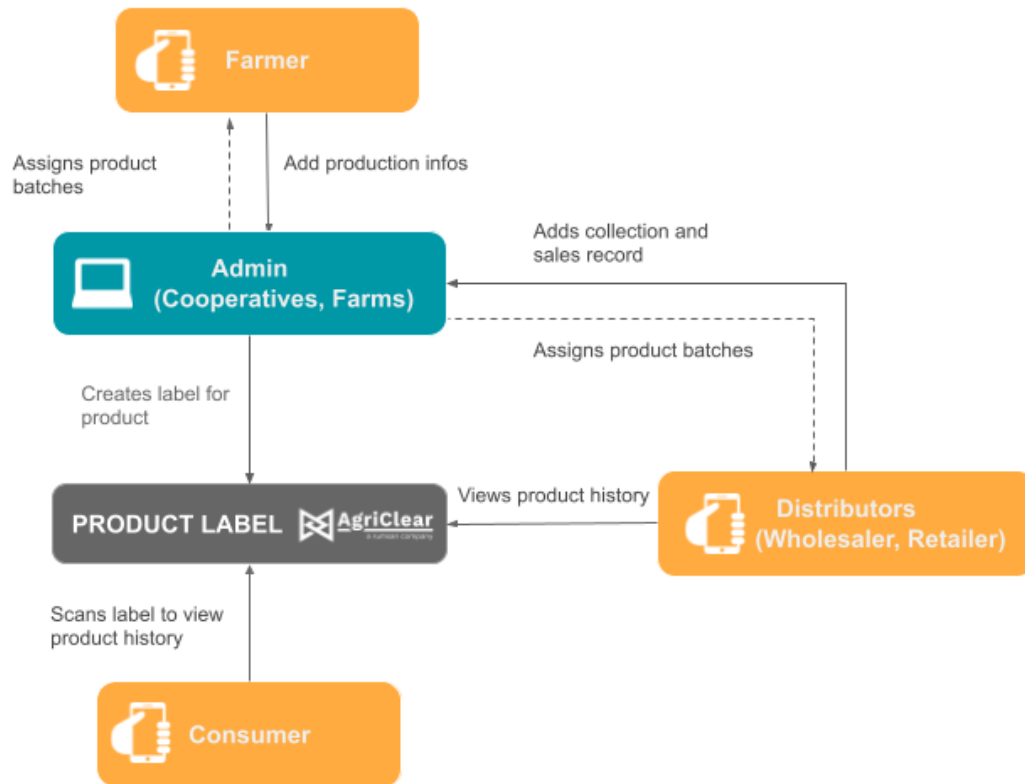 Farmer
Assigns product
batches
Add production infos
Adds collection and
sales record
Admin
(Cooperatives, Farms)
Assigns product batches
Creates label for
product
Views product history
PRODUCT LABEL
AgriClear
a rumsan company
Distributors
(Wholesaler, Retailer)
Scans label to view
product history
Consumer